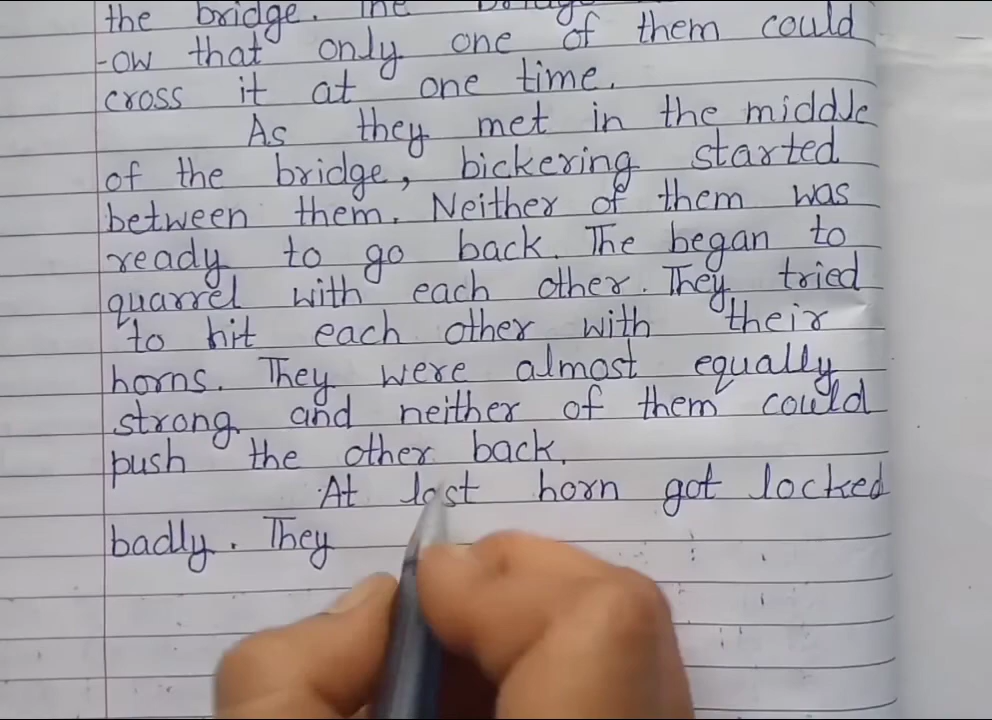 the bridge. The
-ow that only one of them could
cross it at one time.
As they met in the middle
of the bridge, bickering started
between them. Neither of them was
ready to go back. The began to
quarrel with each other. They tried
to hit each other with their
horns. They were almost equally
strong and neither of them could
push the other back.
At last horn got locked
badly. They